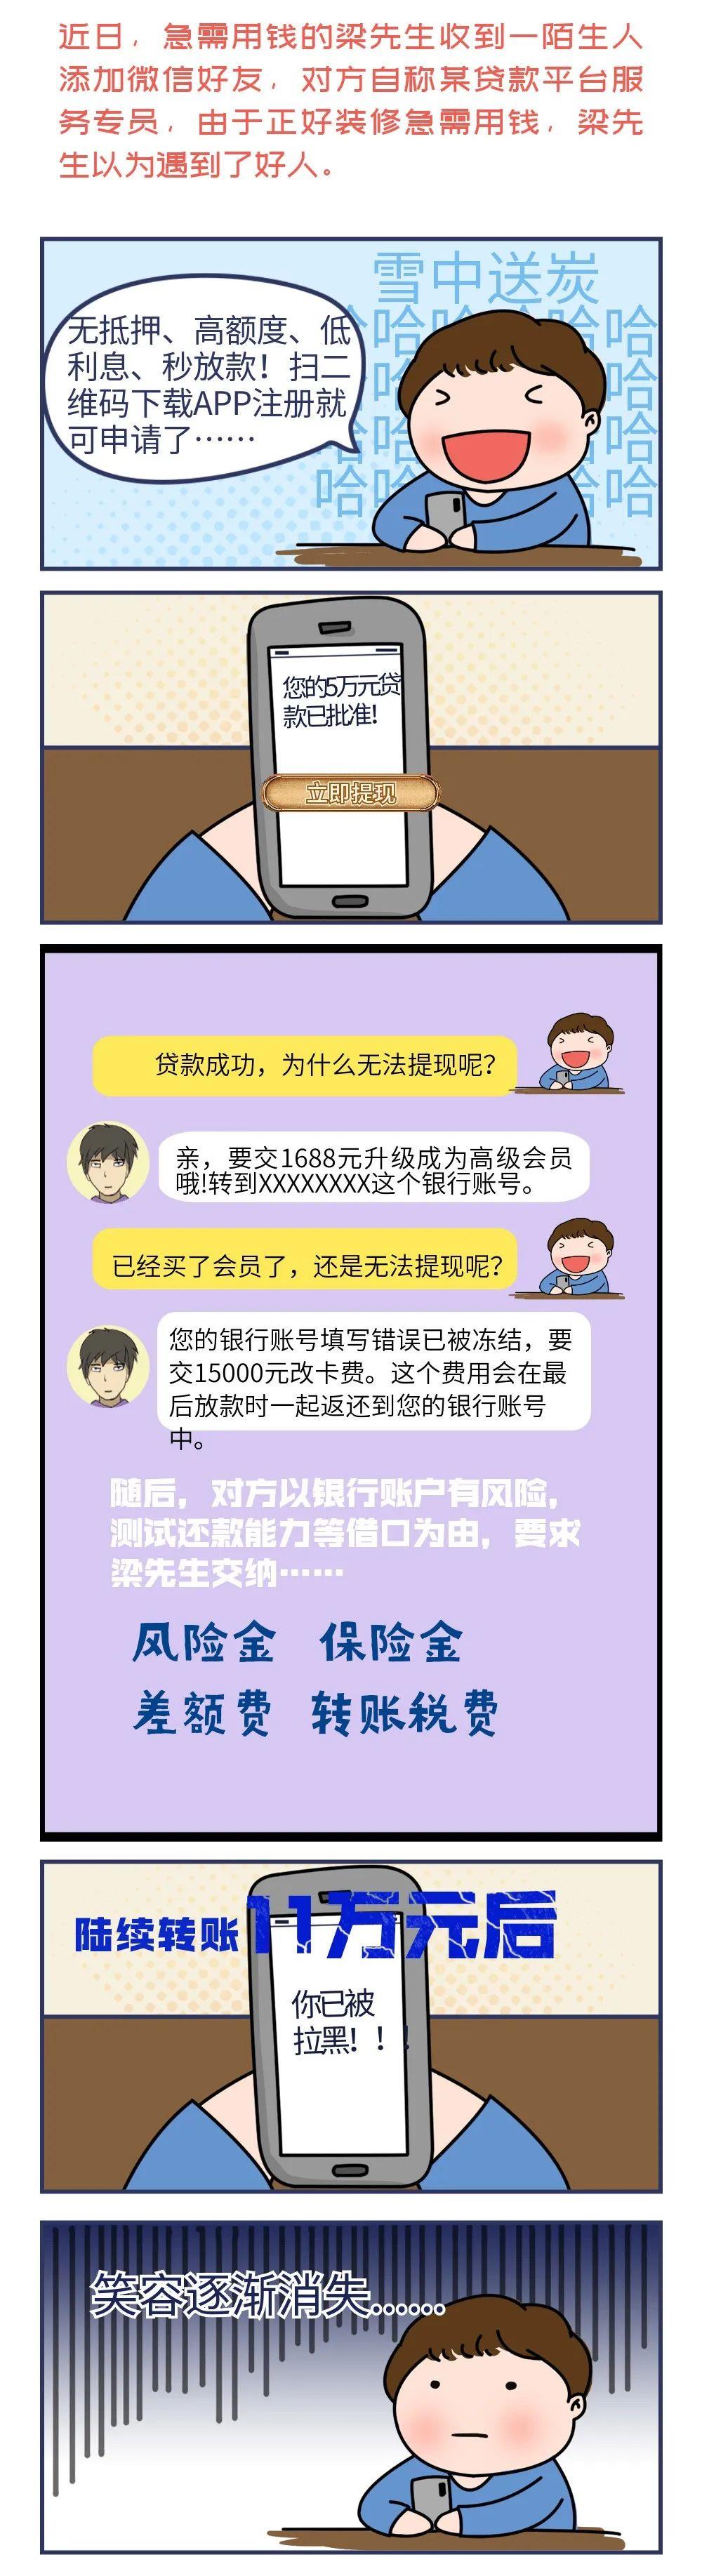 近日，急需用钱的梁先生收到一陌生人
添加微信好友，对方自称某贷款平台服
务专员，由于正好装修急需用钱，梁先
生以为遇到了好人。
雪中送炭
哈哈哈哈哈哈
无抵押、高额度、低
利息、秒放款！扫二
维码下载APP注册就
可申请了……
哈哈
哈
哈哈
哈
哈哈
哈哈
您的5万元贷
款已批准！
立即提现
贷款成功，为什么无法提现呢？
亲，要交1688元升级成为高级会员
哦!转到XXXXXXXX这个银行账号。
已经买了会员了，还是无法提现呢？
您的银行账号填写错误已被冻结，要
交15000元改卡费。这个费用会在最
后放款时一起返还到您的银行账号
中。
随后，对方以银行账户有风险，
测试还款能力等借口为由，要求
梁先生交纳……
风险金 保险金
差额费 转账税费
陆续转账11万元后
你已被
拉黑！！！
笑容逐渐消失……